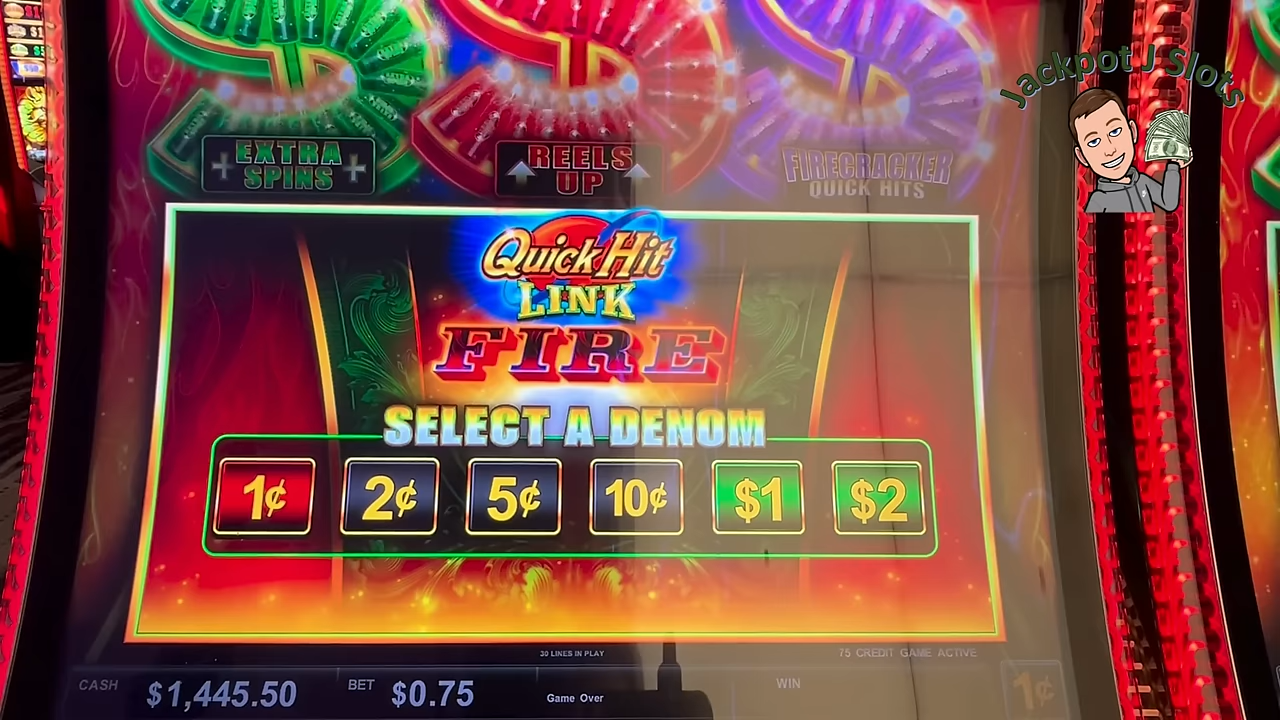 Jackpot J Slots
+ EXTRA SPINS +
REELS UP
FIRECRACKER
QUICK HITS
Quick Hit
LINK
FIRE
SELECT A DENOM
1¢ 2¢ 5¢ 10¢ $1 $2
30 LINES IN PLAY
75 CREDIT GAME ACTIVE
CASH $1,445.50 BET $0.75 Game Over WIN 1¢